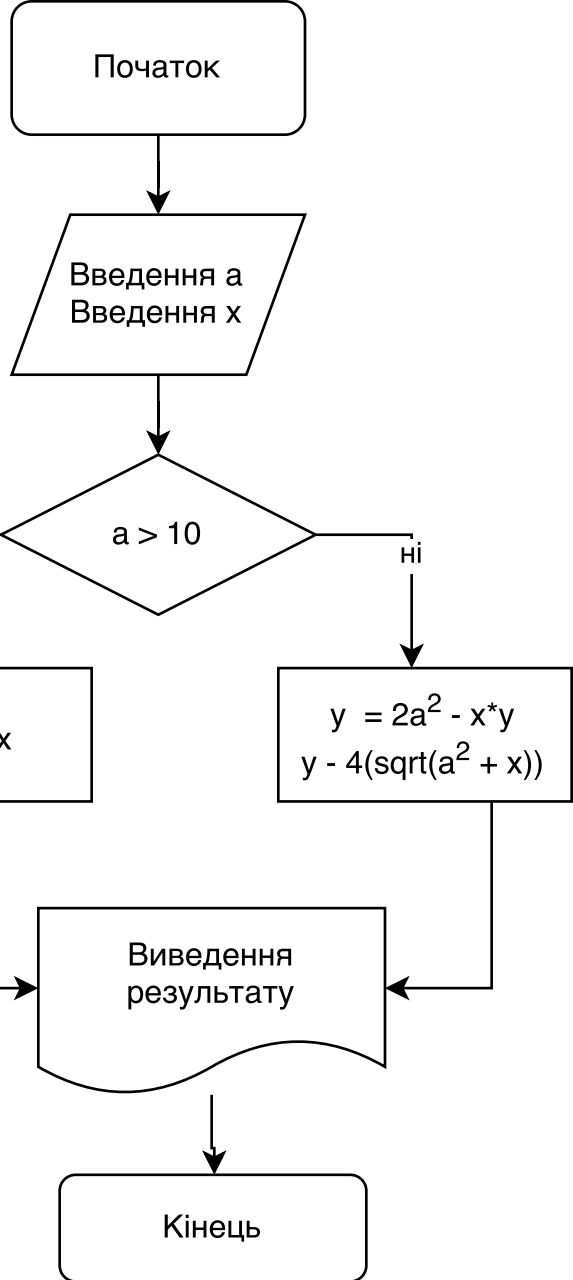 Початок
Введення a
Введення x
a > 10
ні
x
y = 2a² - x*y
y - 4(sqrt(a² + x))
Виведення
результату
Кінець